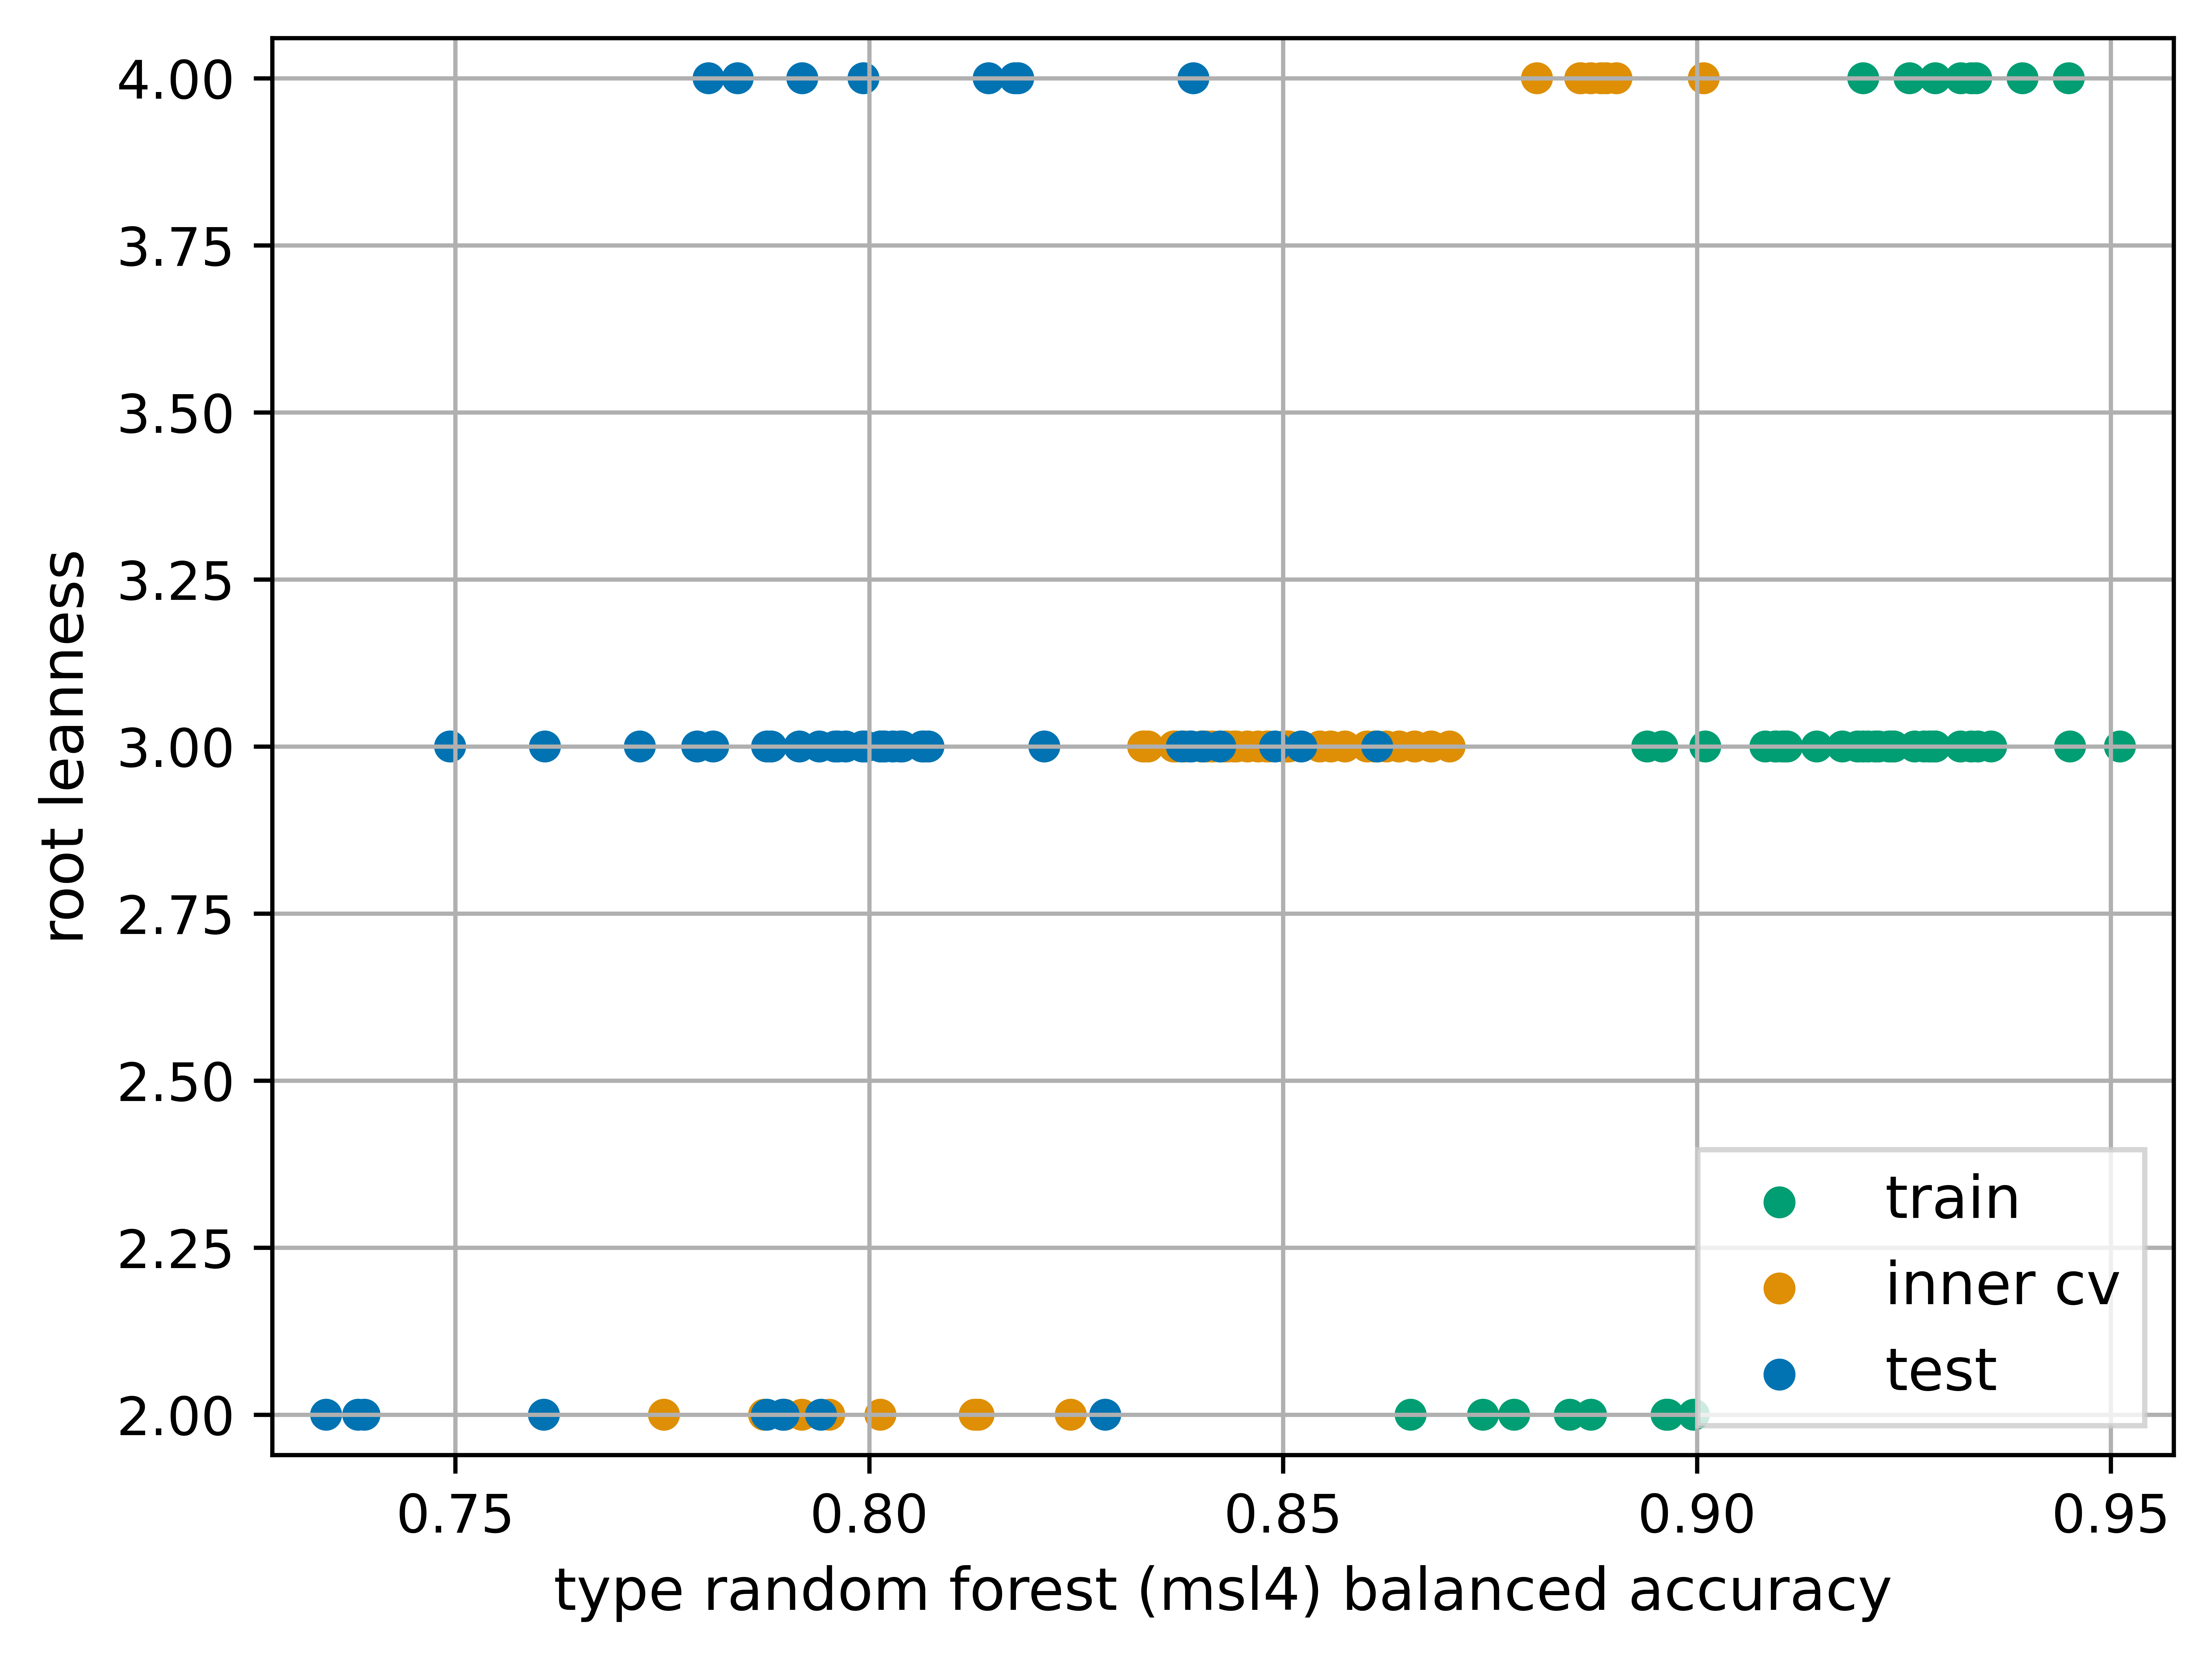 4.00
3.75
3.50
3.25
3.00
2.75
2.50
2.25
2.00
root leanness
0.75 0.80 0.85 0.90 0.95
type random forest (msl4) balanced accuracy
train
inner cv
test